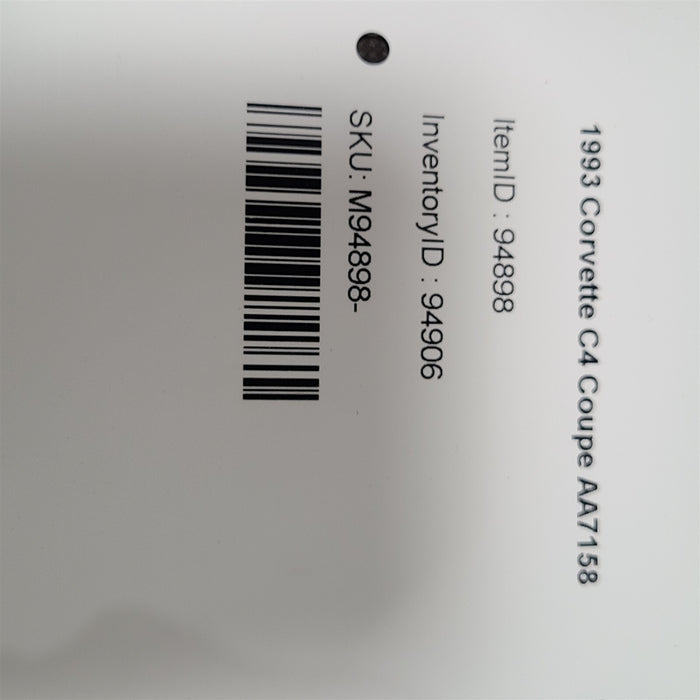 1993 Corvette C4 Coupe AA7158
ItemID : 94898
InventoryID : 94906
SKU: M94898-